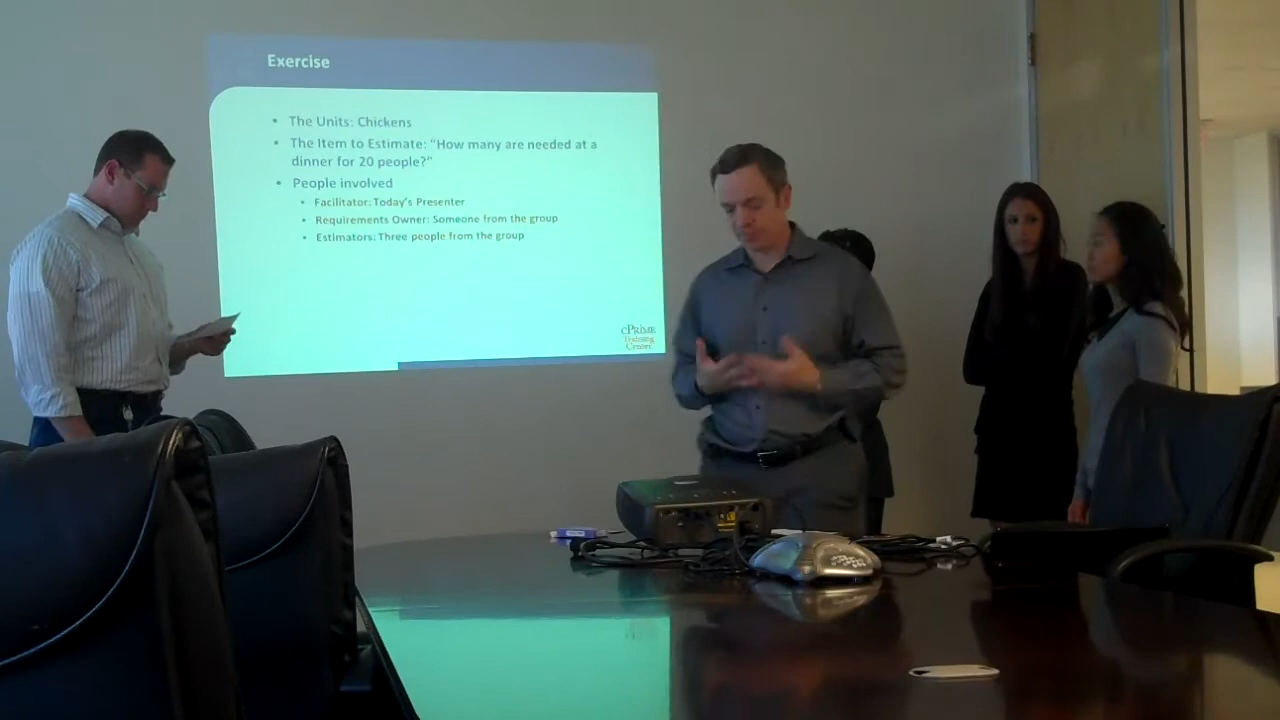 Exercise
• The Units: Chickens
• The Item to Estimate: “How many are needed at a
dinner for 20 people?”
• People involved
• Facilitator: Today's Presenter
• Requirements Owner: Someone from the group
• Estimators: Three people from the group
cPrime
Training
Center